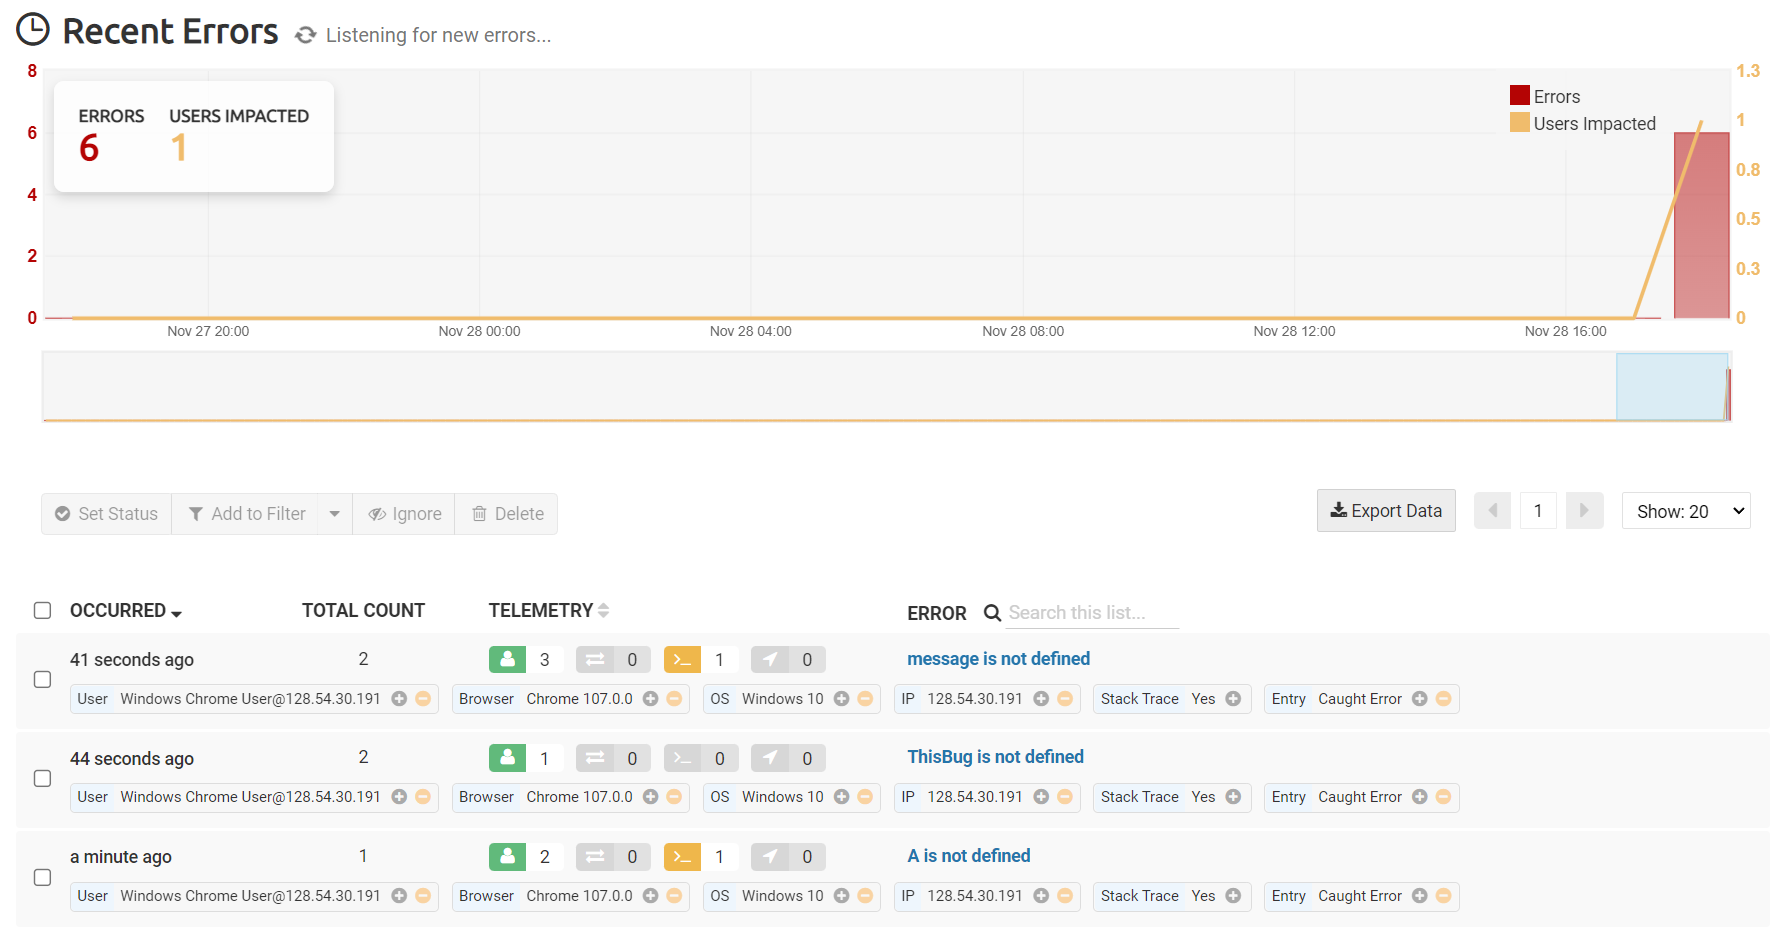 Recent Errors Listening for new errors...
8 1.3
ERRORS USERS IMPACTED
6 1
Errors
Users Impacted
6 1
4 0.8
0.5
2 0.3
0 0
Nov 27 20:00 Nov 28 00:00 Nov 28 04:00 Nov 28 08:00 Nov 28 12:00 Nov 28 16:00
Set Status Add to Filter Ignore Delete Export Data 1 Show: 20
OCCURRED TOTAL COUNT TELEMETRY ERROR Search this list...
41 seconds ago 2 3 0 >_ 1 0 message is not defined
User Windows Chrome User@128.54.30.191 Browser Chrome 107.0.0 OS Windows 10 IP 128.54.30.191 Stack Trace Yes Entry Caught Error
44 seconds ago 2 1 0 >_ 0 0 ThisBug is not defined
User Windows Chrome User@128.54.30.191 Browser Chrome 107.0.0 OS Windows 10 IP 128.54.30.191 Stack Trace Yes Entry Caught Error
a minute ago 1 2 0 >_ 1 0 A is not defined
User Windows Chrome User@128.54.30.191 Browser Chrome 107.0.0 OS Windows 10 IP 128.54.30.191 Stack Trace Yes Entry Caught Error